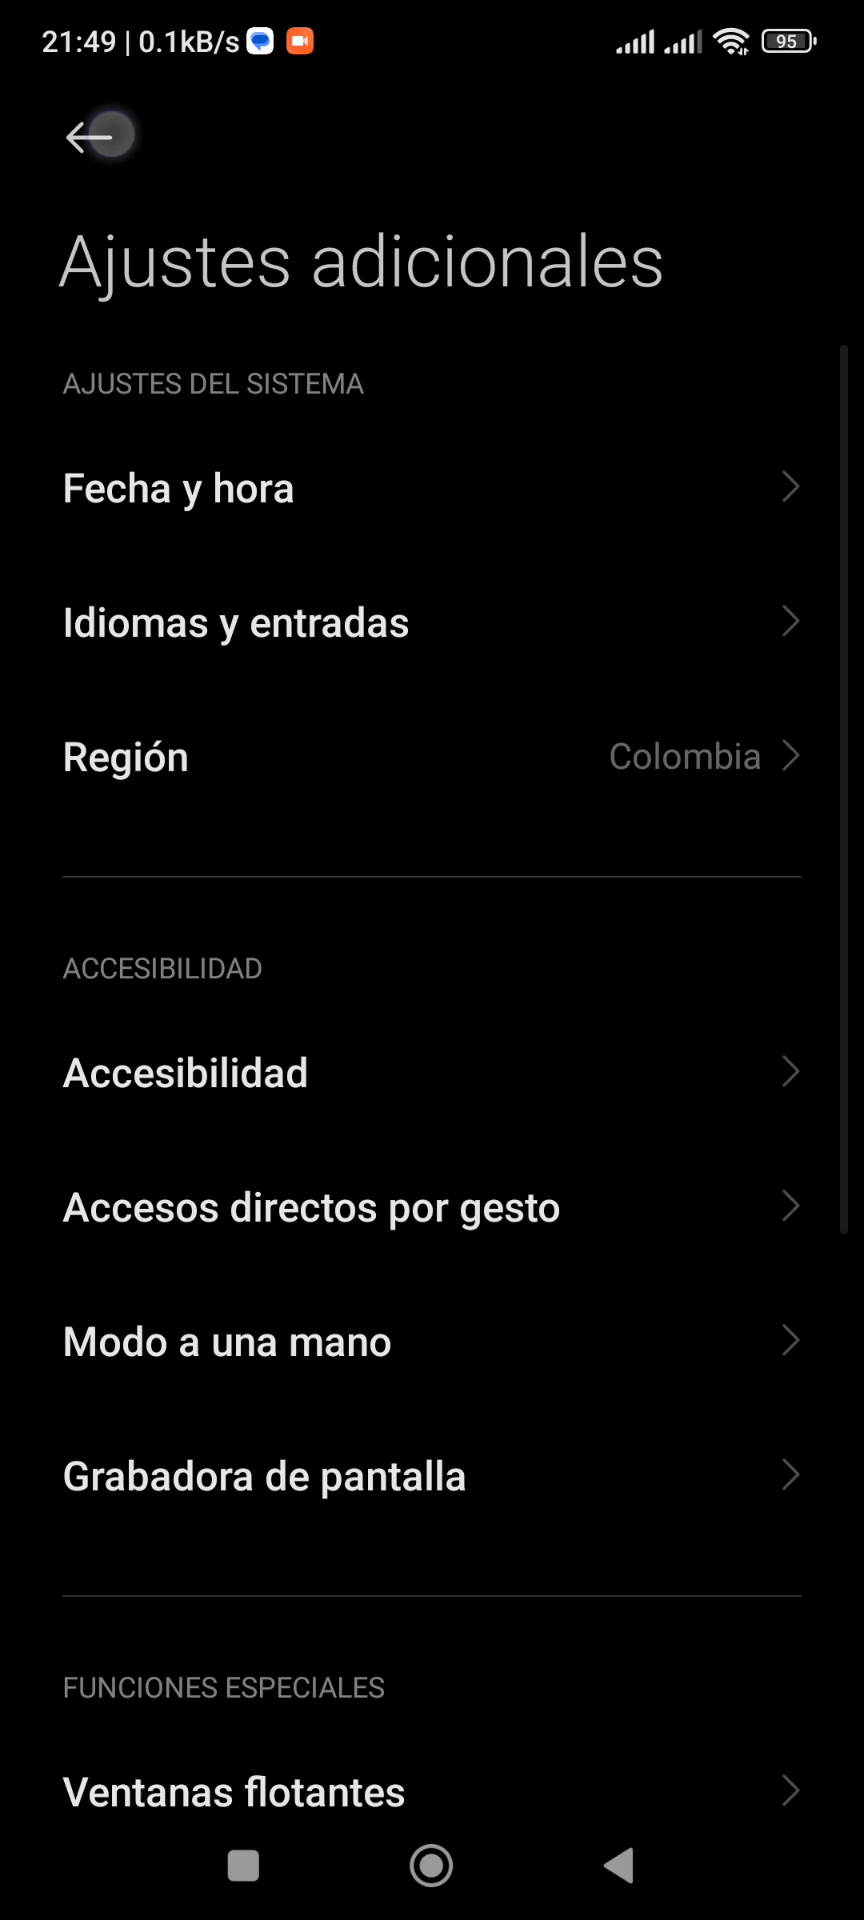 21:49 | 0.1kB/s 95
Ajustes adicionales
AJUSTES DEL SISTEMA
Fecha y hora
Idiomas y entradas
Región Colombia
ACCESIBILIDAD
Accesibilidad
Accesos directos por gesto
Modo a una mano
Grabadora de pantalla
FUNCIONES ESPECIALES
Ventanas flotantes